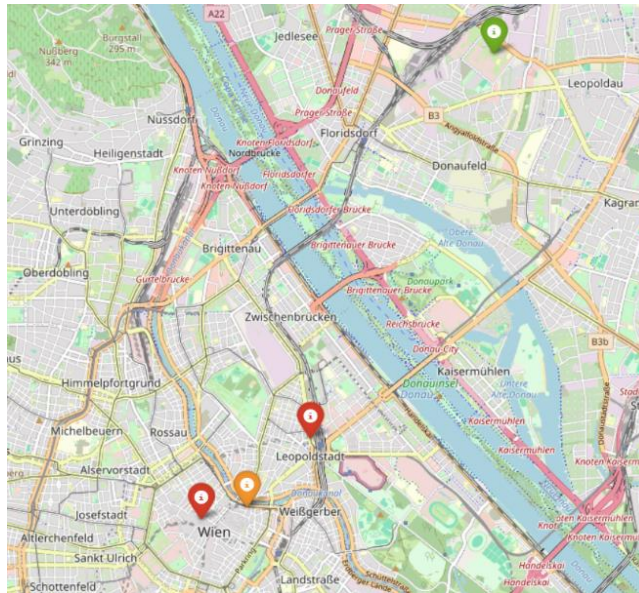 A22
Jedlesee
Prager-Straße
Burgstall
295 m
Nußberg
342 m
Donaufeld
Leopoldau
Prager-Straße
B3
Nussdorf
Floridsdorf
Angyalföldstraße
Knoten Floridsdorf
Grinzing
Nordbrücke
Heiligenstadt
Donaufeld
Knoten Nußdorf
Floridsdorfer
Knoten-Nußdorf
Kagran
Unterdöbling
Floridsdorfer Brücke
Obere
Alte Donau
Brigittenau
Brigittenauer Brücke
Oberdöbling
Donaupark
Gürtelbrücke
Brigittenauer Brücke
Zwischenbrücken
Reichsbrücke
Donau-City
B3b
Kaisermühlen
Himmelpfortgrund
Donauinsel
Donau
Untere
Alte Donau
Michelbeuern
Rossau
Kaisermühlen
Kaisermühlen
Leopoldstadt
Alservorstadt
Josefstadt
Weißgerber
Wien
Altlerchenfeld
Sankt Ulrich
Parkring
Knoten Kaisermühlen
Handelskai
Landstraße
Schottenfeld
Handelskai